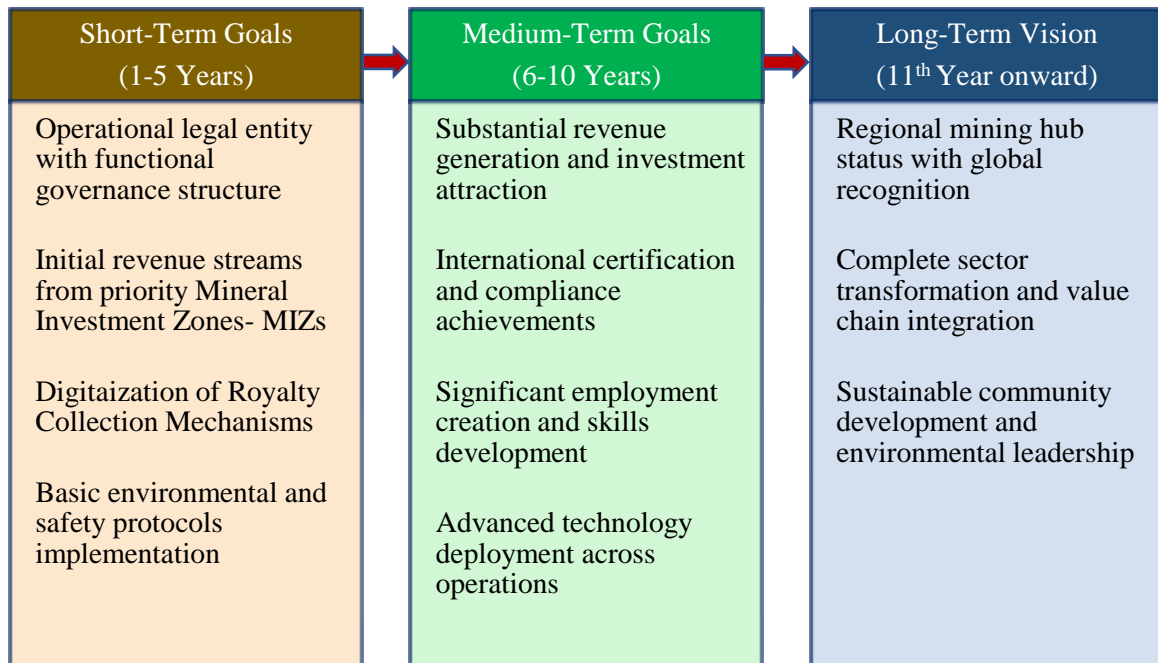 Short-Term Goals
(1-5 Years)
Operational legal entity
with functional
governance structure
Initial revenue streams
from priority Mineral
Investment Zones- MIZs
Digitaization of Royalty
Collection Mechanisms
Basic environmental and
safety protocols
implementation
Medium-Term Goals
(6-10 Years)
Substantial revenue
generation and investment
attraction
International certification
and compliance
achievements
Significant employment
creation and skills
development
Advanced technology
deployment across
operations
Long-Term Vision
(11th Year onward)
Regional mining hub
status with global
recognition
Complete sector
transformation and value
chain integration
Sustainable community
development and
environmental leadership